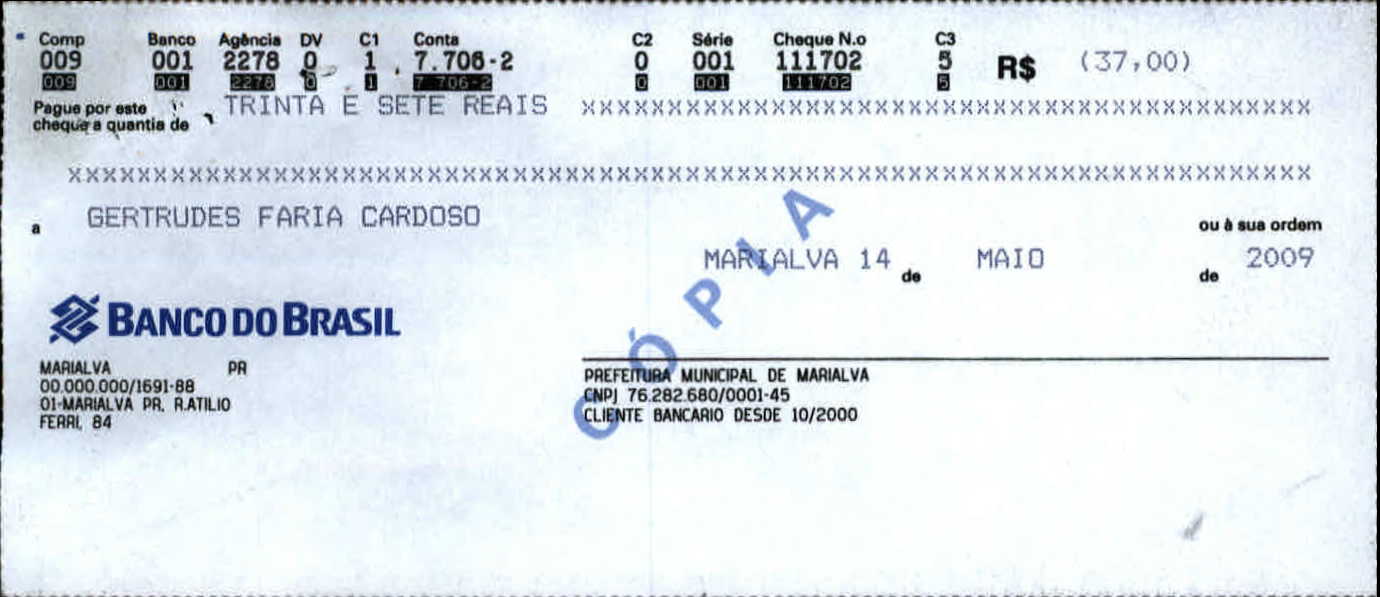 Comp Banco Agência DV C1 Conta C2 Série Cheque N.o C3
009 001 2278 0 1 7.706-2 0 001 111702 5 R$ (37,00)
009 001 2278 0 1 7 706-2 0 001 111702 5
Pague por este
cheque a quantia de TRINTA E SETE REAIS XXXXXXXXXXXXXXXXXXXXXXXXXXXXXXXXXXXXXXXXXXX
XXXXXXXXXXXXXXXXXXXXXXXXXXXXXXXXXXXXXXXXXXXXXXXXXXXXXXXXXXXXXXXXXXXXXXXX
a GERTRUDES FARIA CARDOSO ou à sua ordem
MARIALVA 14 de MAIO de 2009
CÓPIA
BANCO DO BRASIL
MARIALVA PR
00.000.000/1691-88
01-MARIALVA PR. R.ATILIO
FERRI, 84
PREFEITURA MUNICIPAL DE MARIALVA
CNPJ 76.282.680/0001-45
CLIENTE BANCARIO DESDE 10/2000